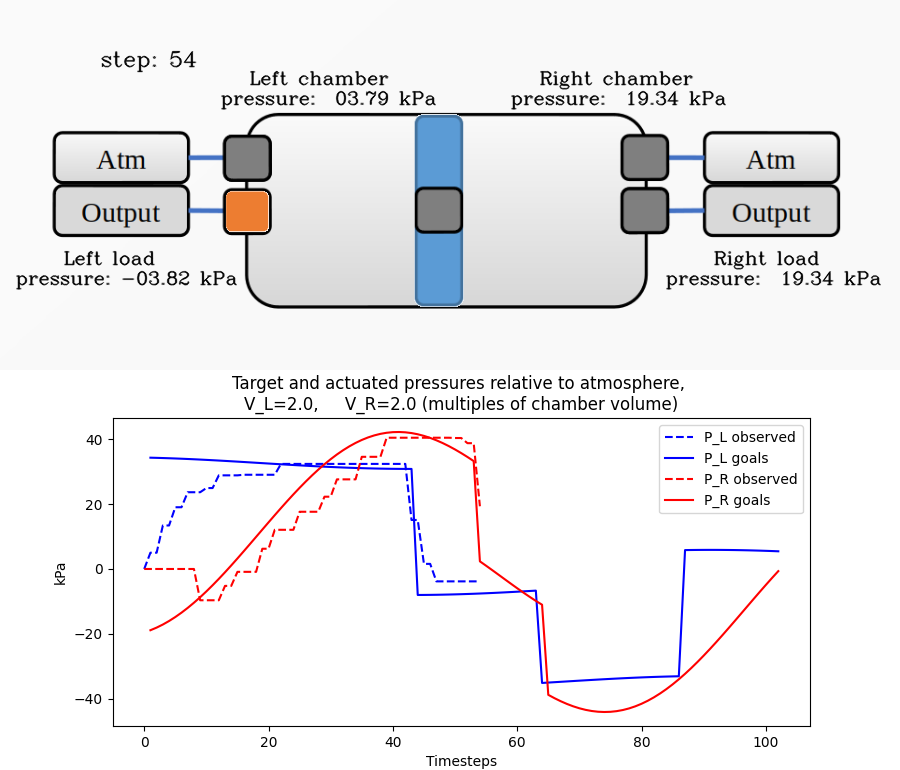 step: 54
Left chamber
pressure: 03.79 kPa
Right chamber
pressure: 19.34 kPa
Atm
Output
Atm
Output
Left load
pressure: −03.82 kPa
Right load
pressure: 19.34 kPa
Target and actuated pressures relative to atmosphere,
V_L=2.0, V_R=2.0 (multiples of chamber volume)
P_L observed
P_L goals
P_R observed
P_R goals
kPa
40
20
0
−20
−40
0 20 40 60 80 100
Timesteps